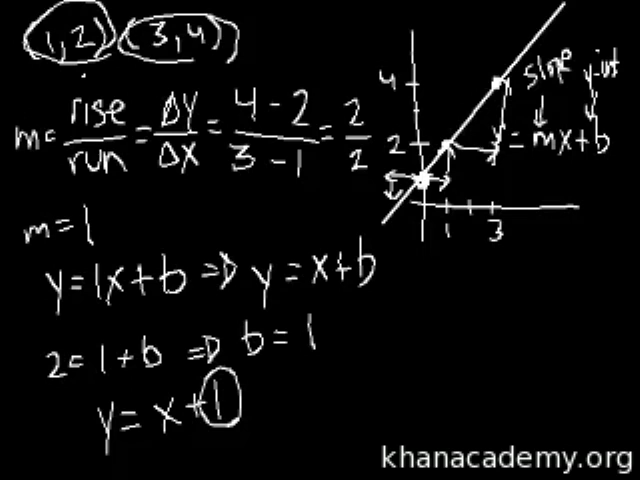 (1,2) (3,4)
m= rise/run = ΔY/ΔX = 4-2/3-1 = 2/2
m=1
y=1x+b ⇒ y=x+b
2=1+b ⇒ b=1
y=x+1
4
slope y-int
2 y=mx+b
1 3
khanacademy.org